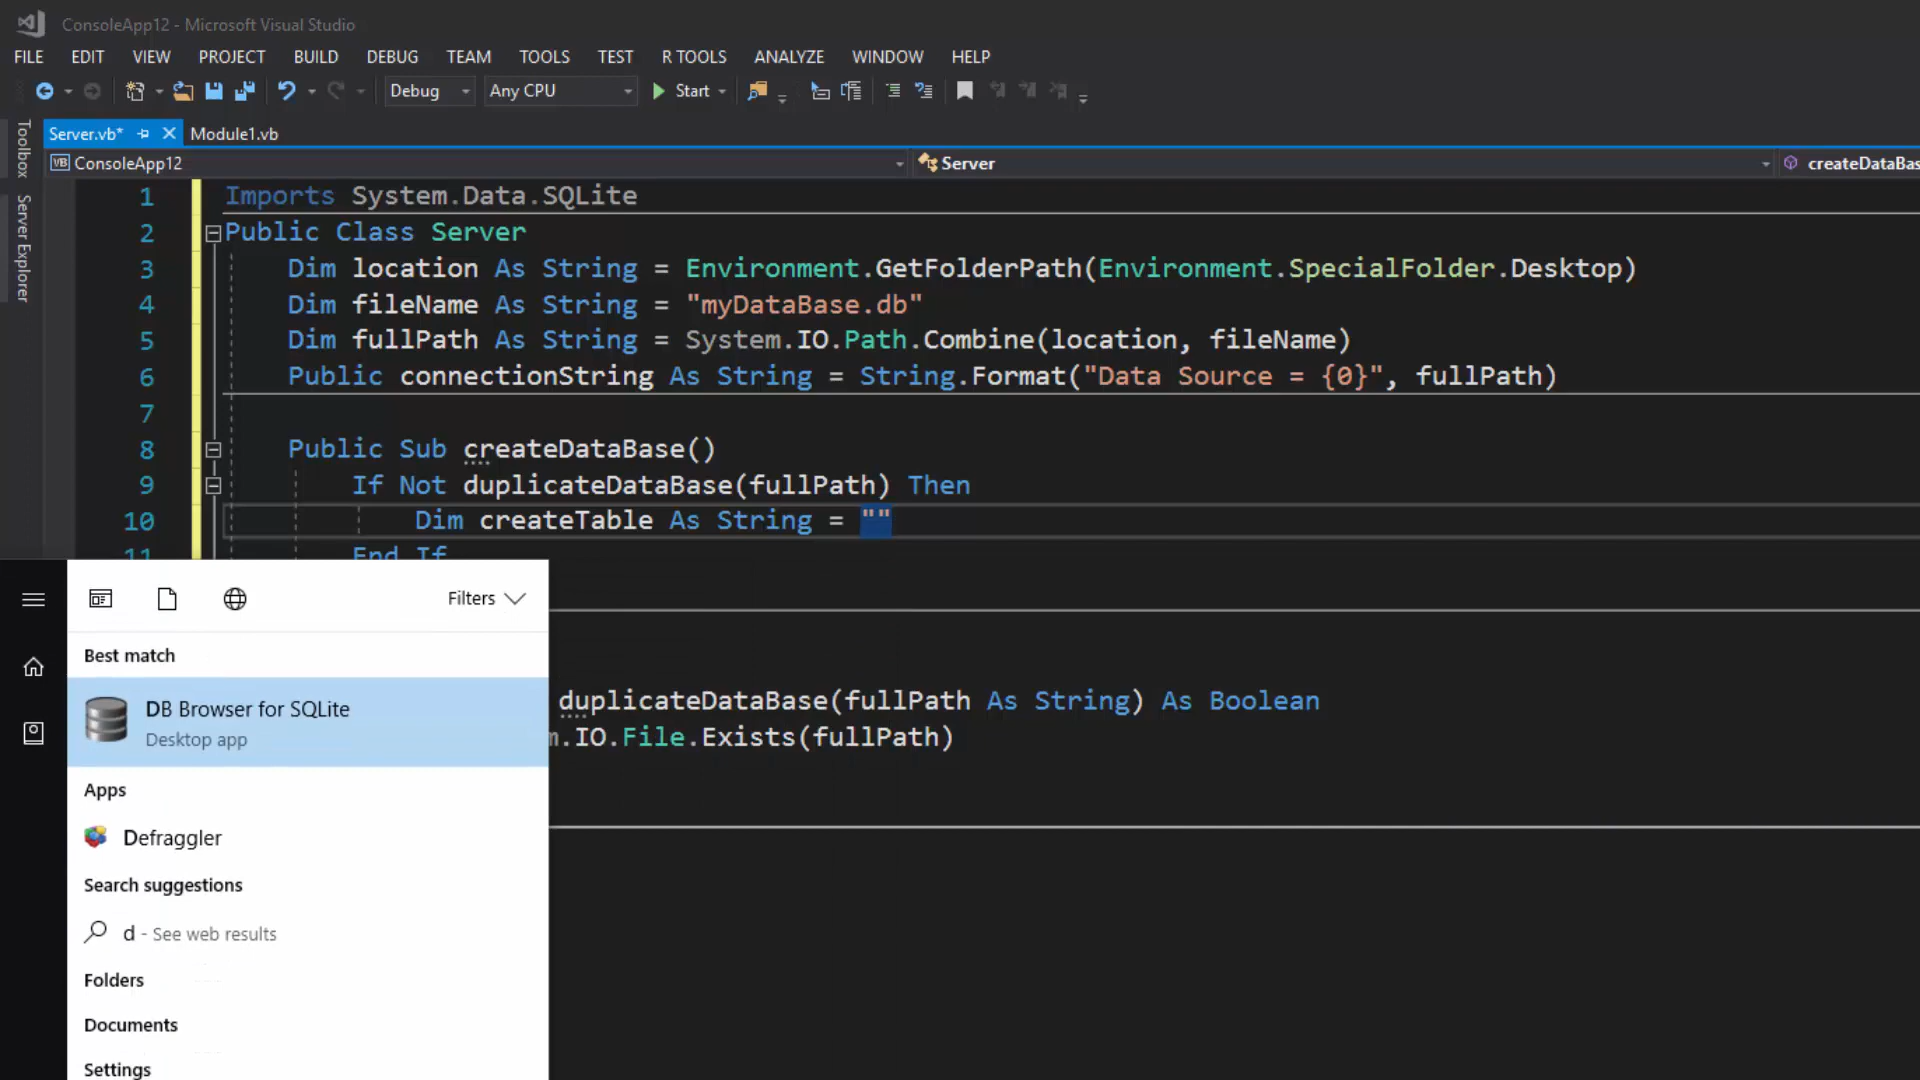 ConsoleApp12 - Microsoft Visual Studio
FILE EDIT VIEW PROJECT BUILD DEBUG TEAM TOOLS TEST R TOOLS ANALYZE WINDOW HELP
Debug Any CPU Start
Server.vb* Module1.vb
VB ConsoleApp12 Server createDataBas
Toolbox
Server Explorer
1 Imports System.Data.SQLite
2 Public Class Server
3 Dim location As String = Environment.GetFolderPath(Environment.SpecialFolder.Desktop)
4 Dim fileName As String = "myDataBase.db"
5 Dim fullPath As String = System.IO.Path.Combine(location, fileName)
6 Public connectionString As String = String.Format("Data Source = {0}", fullPath)
7
8 Public Sub createDataBase()
9 If Not duplicateDataBase(fullPath) Then
10 Dim createTable As String = ""
11 End If
duplicateDataBase(fullPath As String) As Boolean
m.IO.File.Exists(fullPath)
Filters
Best match
DB Browser for SQLite
Desktop app
Apps
Defraggler
Search suggestions
d - See web results
Folders
Documents
Settings